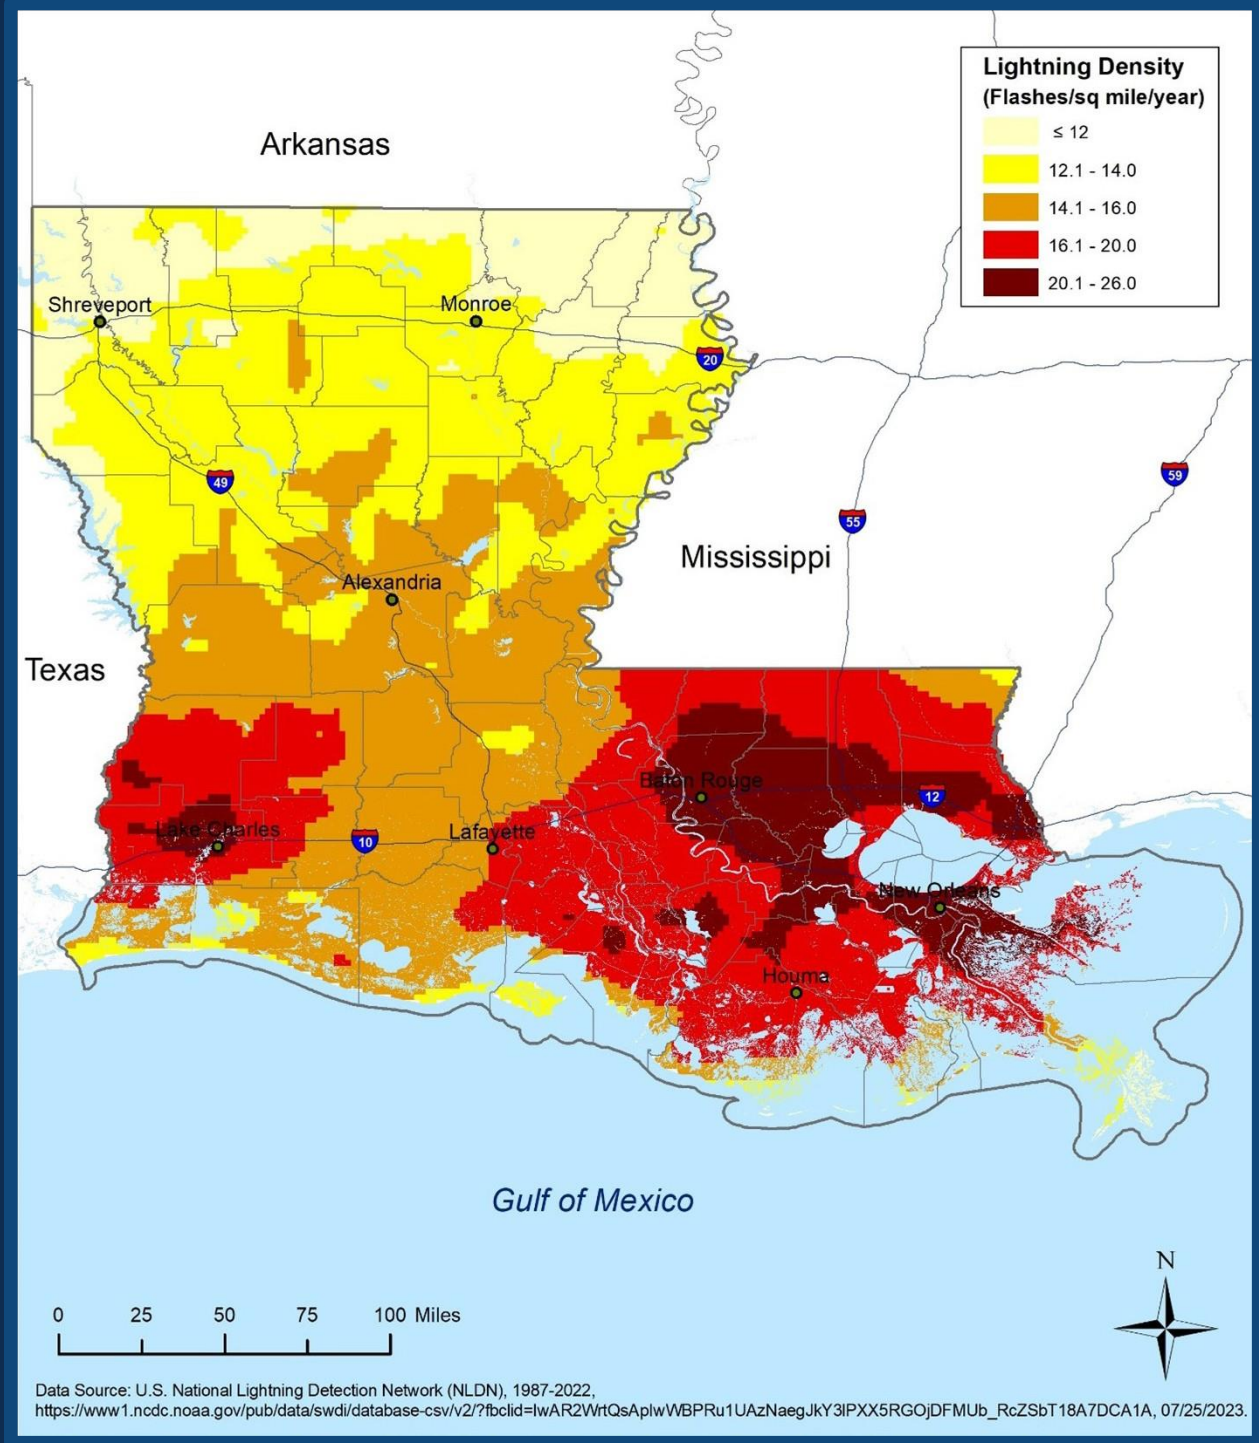 Lightning Density
(Flashes/sq mile/year)
≤ 12
12.1 - 14.0
14.1 - 16.0
16.1 - 20.0
20.1 - 26.0
Arkansas
Shreveport
Monroe
20
49
59
55
Mississippi
Alexandria
Texas
Baton Rouge
12
Lake Charles
10
Lafayette
New Orleans
Houma
Gulf of Mexico
N
0 25 50 75 100 Miles
Data Source: U.S. National Lightning Detection Network (NLDN), 1987-2022,
https://www1.ncdc.noaa.gov/pub/data/swdi/database-csv/v2/?fbclid=IwAR2WrtQsAplwWBPRu1UAzNaegJkY3lPXX5RGOjDFMUb_RcZSbT18A7DCA1A, 07/25/2023.